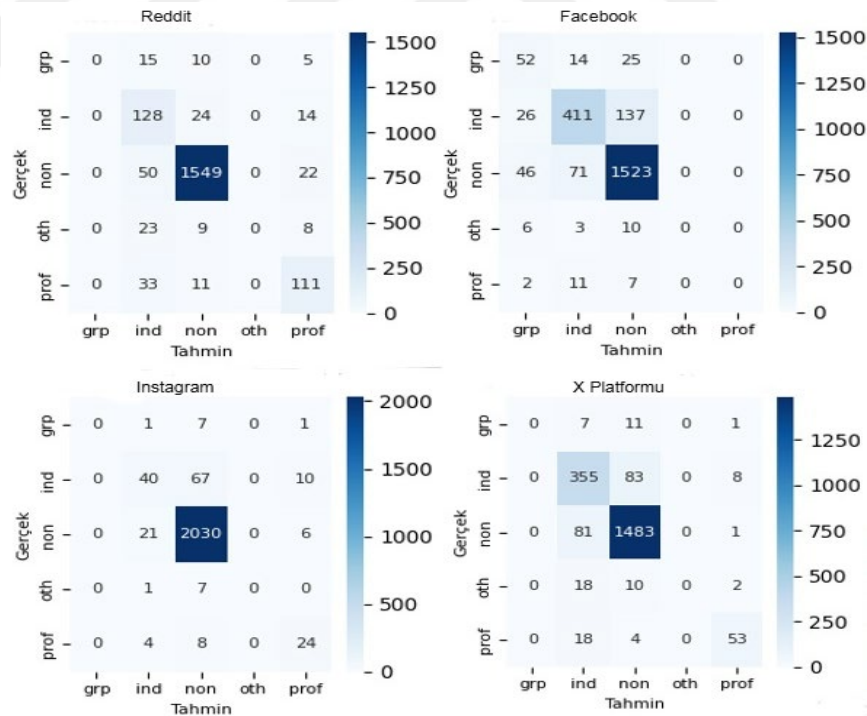 Reddit
grp 0 15 10 0 5
ind 0 128 24 0 14
non 0 50 1549 0 22
oth 0 23 9 0 8
prof 0 33 11 0 111
grp ind non oth prof
Gerçek
Tahmin
1500
1250
1000
750
500
250
0
Facebook
grp 52 14 25 0 0
ind 26 411 137 0 0
non 46 71 1523 0 0
oth 6 3 10 0 0
prof 2 11 7 0 0
grp ind non oth prof
Gerçek
Tahmin
1500
1250
1000
750
500
250
0
Instagram
grp 0 1 7 0 1
ind 0 40 67 0 10
non 0 21 2030 0 6
oth 0 1 7 0 0
prof 0 4 8 0 24
grp ind non oth prof
Gerçek
Tahmin
2000
1500
1000
500
0
X Platformu
grp 0 7 11 0 1
ind 0 355 83 0 8
non 0 81 1483 0 1
oth 0 18 10 0 2
prof 0 18 4 0 53
grp ind non oth prof
Gerçek
Tahmin
1250
1000
750
500
250
0